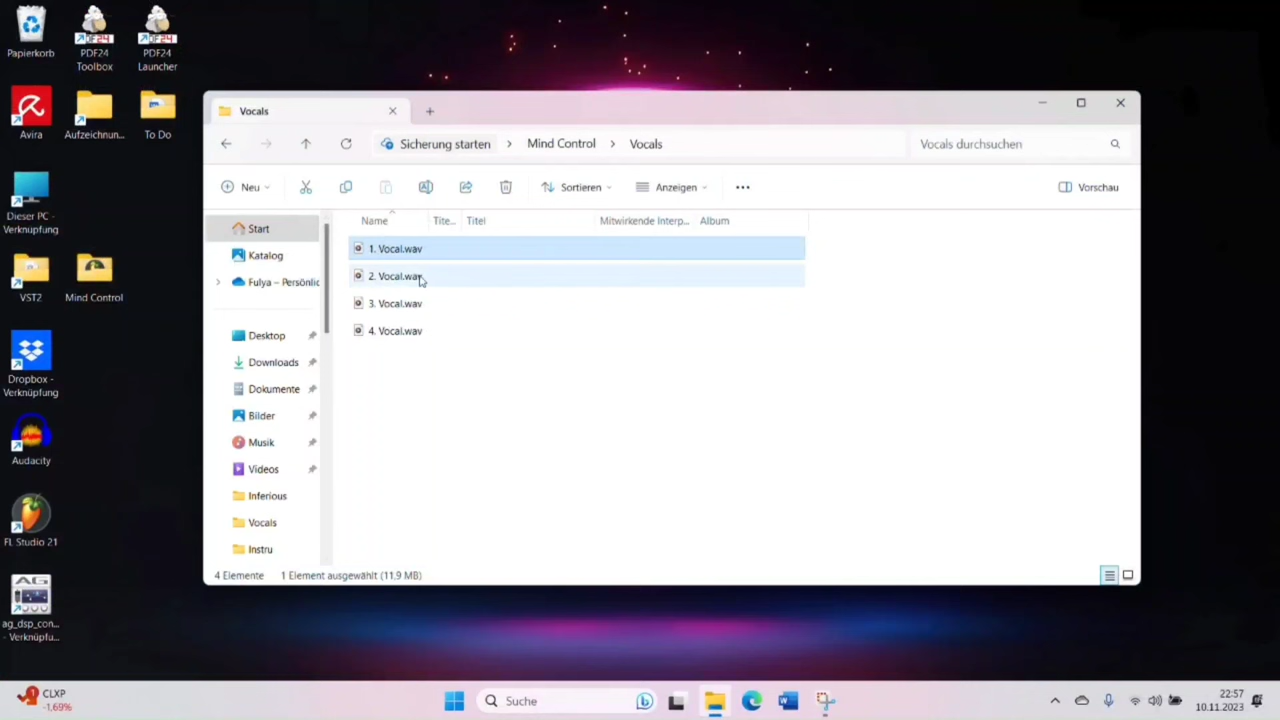 Papierkorb
PDF24
Toolbox
PDF24
Launcher
Avira
Aufzeichnun...
To Do
Dieser PC -
Verknüpfung
VST2
Mind Control
Dropbox -
Verknüpfung
Audacity
FL Studio 21
AG
ag_dsp_con...
- Verknüpfu...
Vocals
Sicherung starten > Mind Control > Vocals
Vocals durchsuchen
Neu
Sortieren
Anzeigen
Vorschau
Start
Katalog
Fulya – Persönlic
Desktop
Downloads
Dokumente
Bilder
Musik
Videos
Inferious
Vocals
Instru
Name Tite... Titel Mitwirkende Interp... Album
1. Vocal.wav
2. Vocal.wav
3. Vocal.wav
4. Vocal.wav
4 Elemente 1 Element ausgewählt (11,9 MB)
CLXP
-1,69%
Suche
22:57
10.11.2023